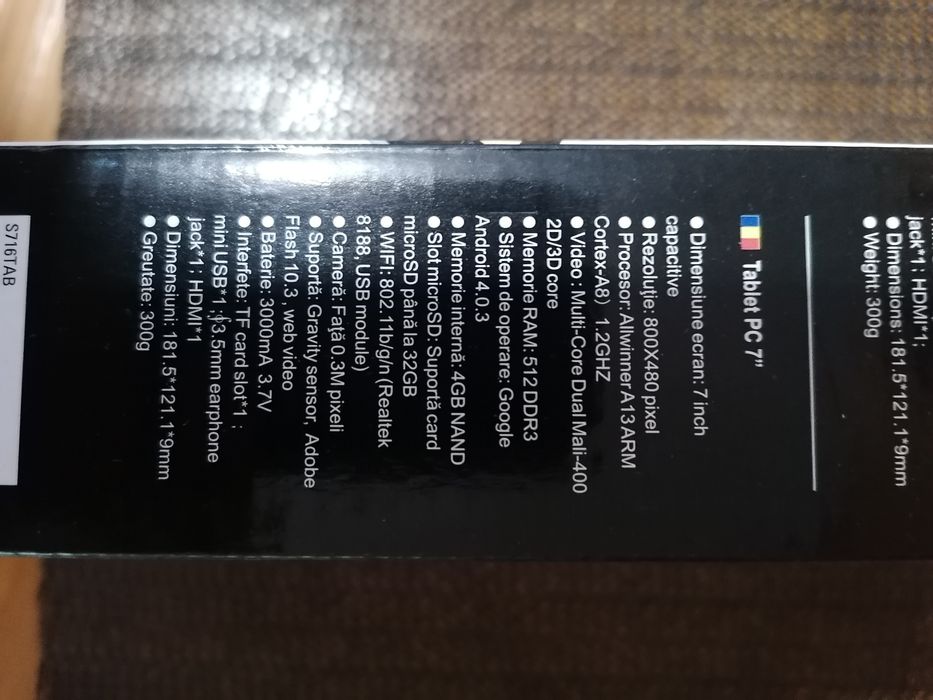 jack*1; HDMI*1;
● Dimensions: 181.5*121.1*9mm
● Weight: 300g
Tablet PC 7"
● Dimensiune ecran: 7 inch
capacitive
● Rezoluție: 800X480 pixel
● Procesor: Allwinner A13 ARM
Cortex-A8) 1.2GHZ
● Video : Multi-Core Dual Mali-400
2D/3D core
● Memorie RAM: 512 DDR3
● Sistem de operare: Google
Android 4.0.3
● Memorie internă: 4GB NAND
● Slot microSD: Suportă card
microSD până la 32GB
● WIFI: 802.11b/g/n (Realtek
8188, USB module)
● Cameră: Față 0.3M pixeli
● Suportă: Gravity sensor, Adobe
Flash 10.3, web video
● Baterie: 3000mA 3.7V
● Interfețe: TF card slot*1 ;
mini USB*1; ∮3.5mm earphone
jack*1; HDMI*1
● Dimensiuni: 181.5*121.1*9mm
● Greutate: 300g
S716TAB